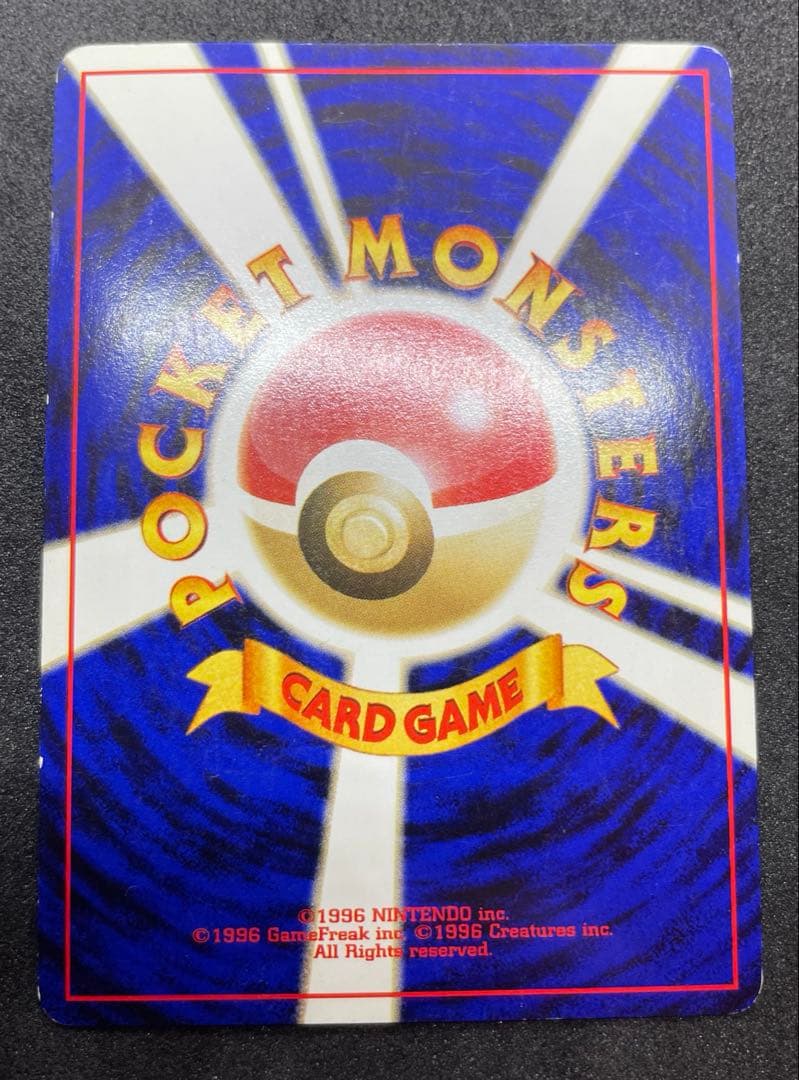 POCKET MONSTERS
CARD GAME
©1996 NINTENDO inc.
©1996 GameFreak inc. ©1996 Creatures inc.
All Rights reserved.